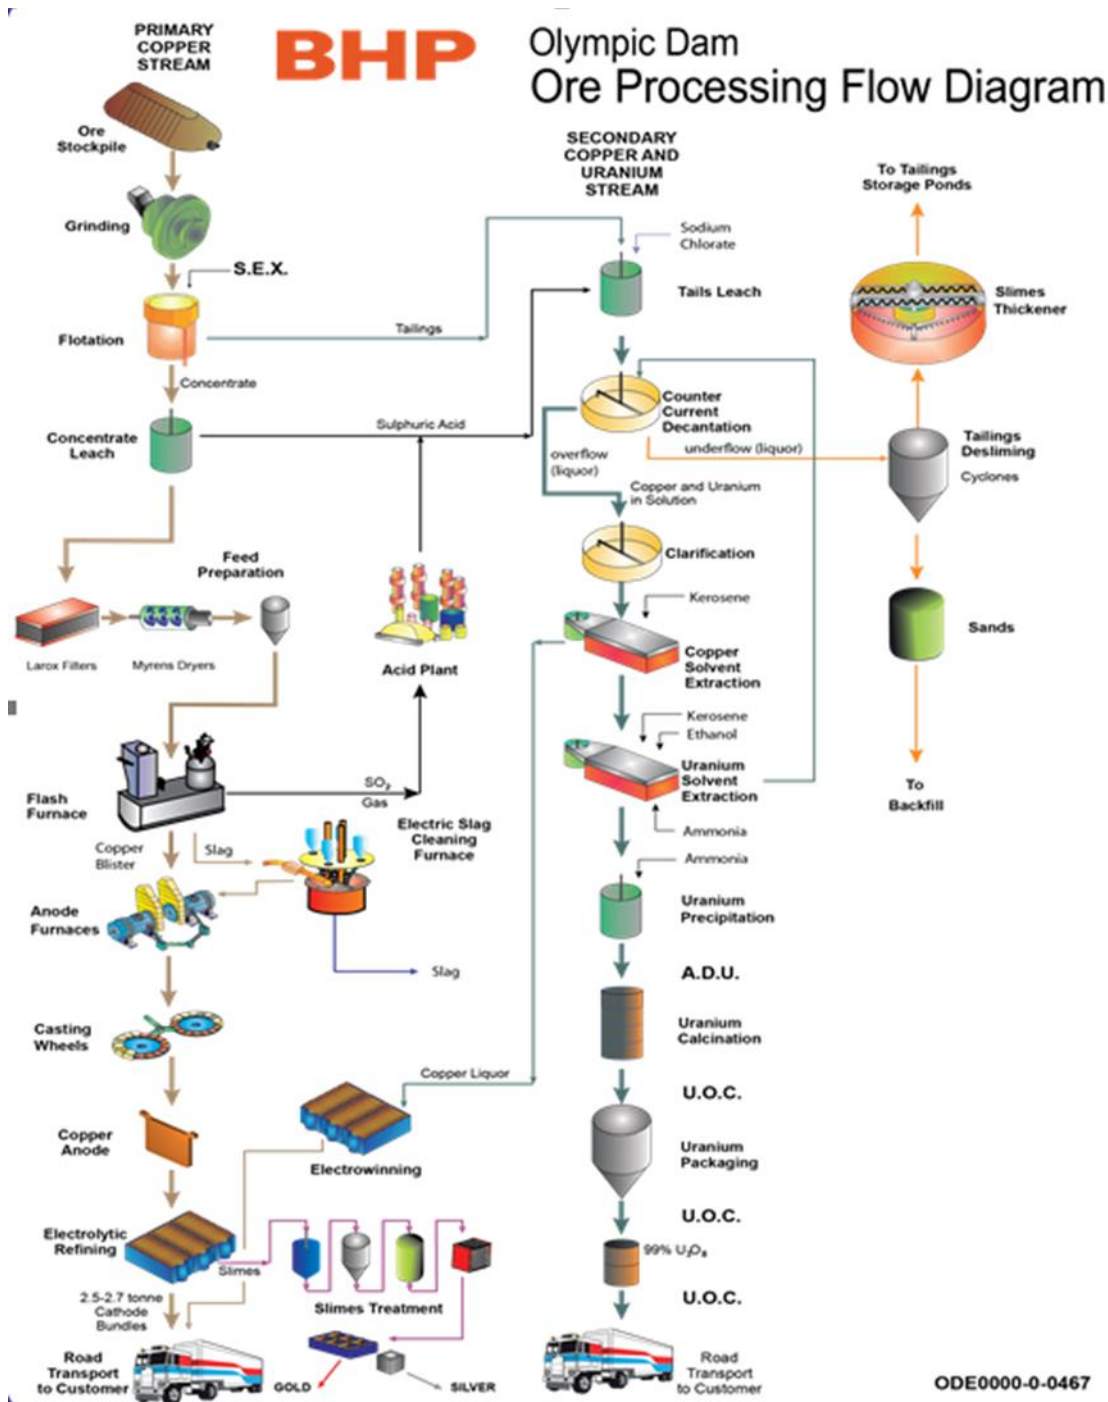 PRIMARY
COPPER
STREAM
BHP
Olympic Dam
Ore Processing Flow Diagram
Ore
Stockpile
Grinding
S.E.X.
Flotation
Tailings
Concentrate
Concentrate
Leach
Sulphuric Acid
Feed
Preparation
Larox Filters
Myrens Dryers
Acid Plant
Flash
Furnace
SO2
Gas
Copper
Blister
Slag
Electric Slag
Cleaning
Furnace
Anode
Furnaces
Slag
Casting
Wheels
Copper Liquor
Copper
Anode
Electrowinning
Electrolytic
Refining
Slimes
Slimes Treatment
2.5-2.7 tonne
Cathode
Bundles
Road
Transport
to Customer
GOLD
SILVER
SECONDARY
COPPER AND
URANIUM
STREAM
Sodium
Chlorate
Tails Leach
Counter
Current
Decantation
overflow
(liquor)
underflow (liquor)
Copper and Uranium
in Solution
Clarification
Kerosene
Copper
Solvent
Extraction
Kerosene
Ethanol
Uranium
Solvent
Extraction
Ammonia
Ammonia
Uranium
Precipitation
A.D.U.
Uranium
Calcination
U.O.C.
Uranium
Packaging
U.O.C.
99% U3O8
U.O.C.
Road
Transport
to Customer
To Tailings
Storage Ponds
Slimes
Thickener
Tailings
Desliming
Cyclones
Sands
To
Backfill
ODE0000-0-0467